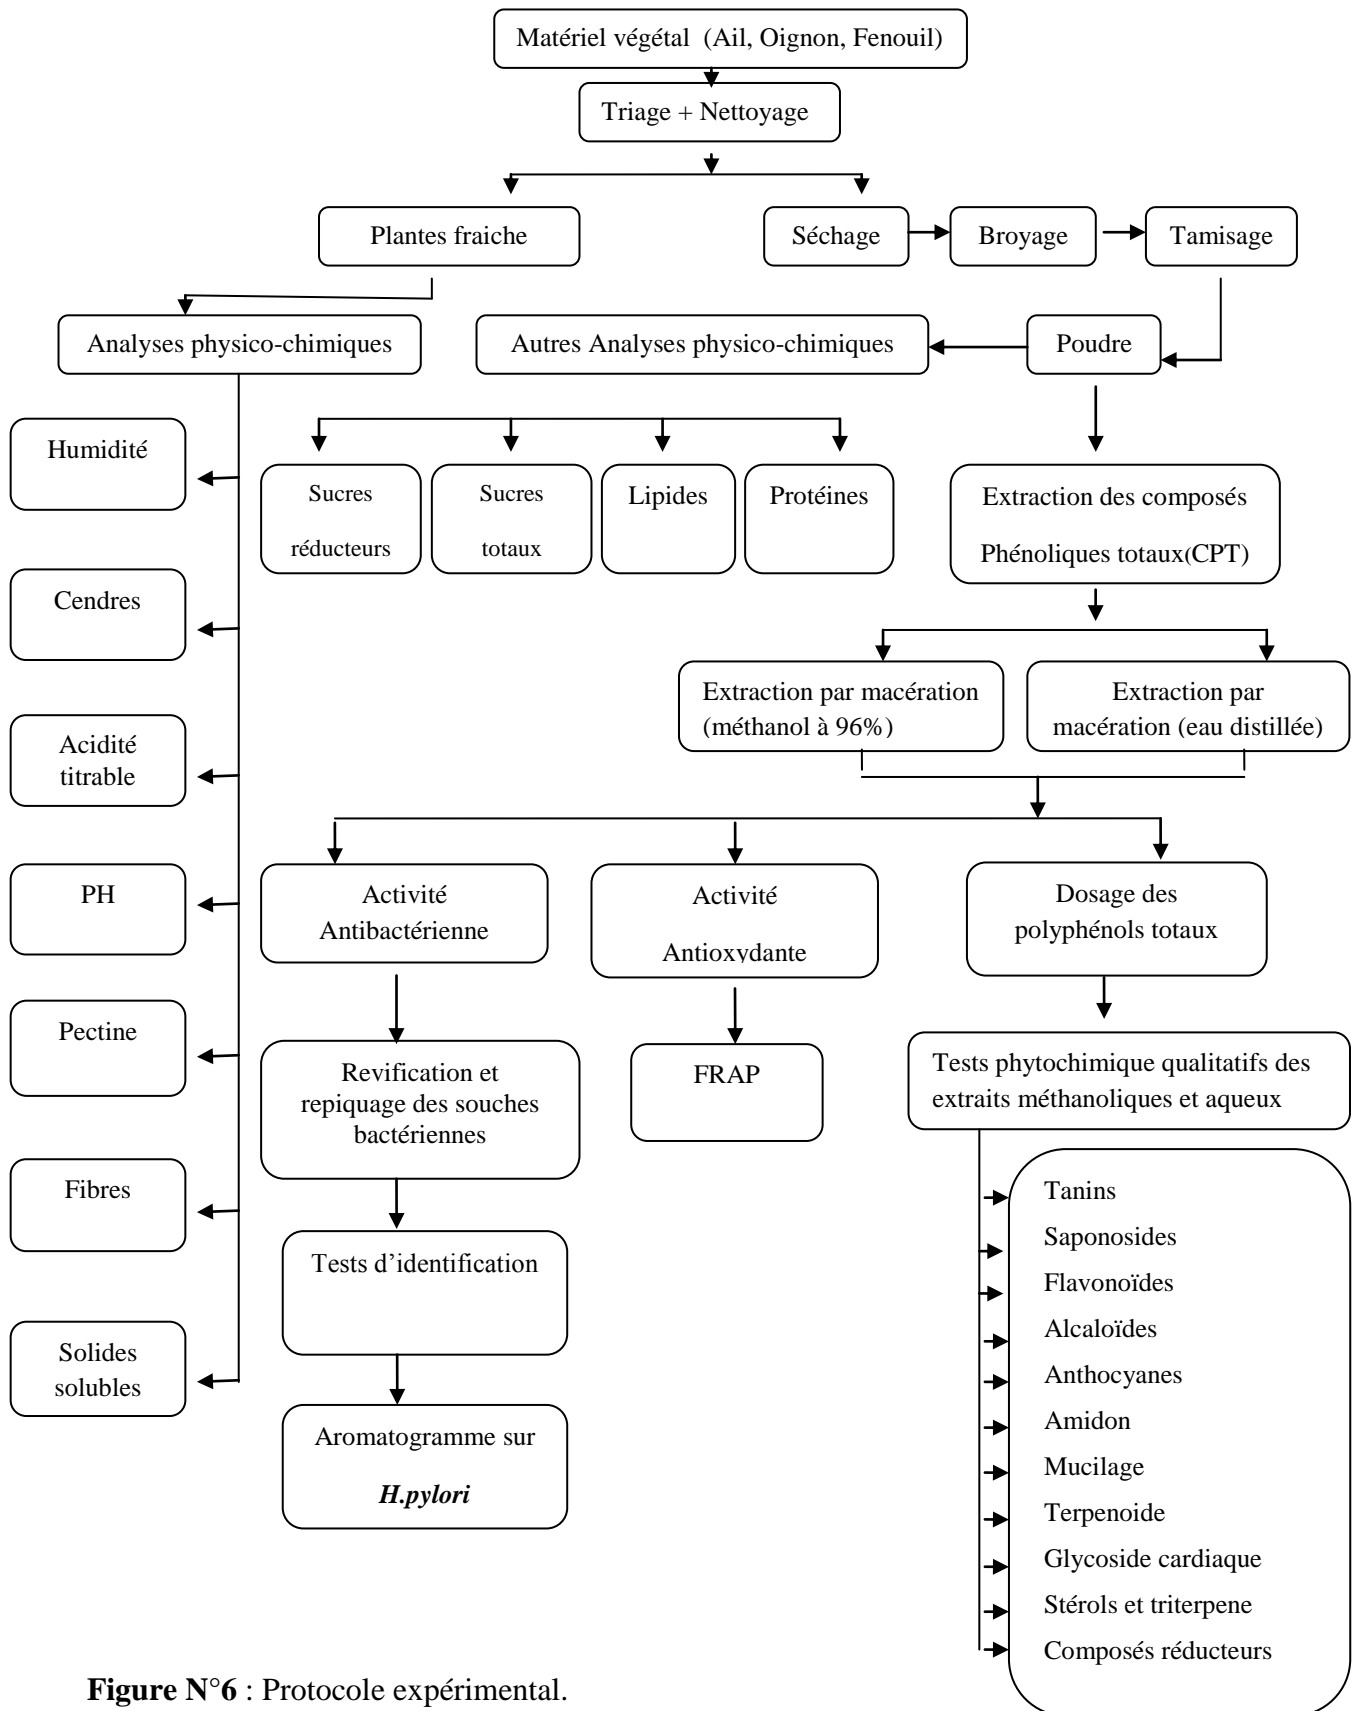 Matériel végétal (Ail, Oignon, Fenouil)
Triage + Nettoyage
Plantes fraiche
Séchage
Broyage
Tamisage
Analyses physico-chimiques
Autres Analyses physico-chimiques
Poudre
Humidité
Cendres
Acidité
titrable
PH
Pectine
Fibres
Solides
solubles
Sucres
réducteurs
Sucres
totaux
Lipides
Protéines
Extraction des composés
Phénoliques totaux(CPT)
Extraction par macération
(méthanol à 96%)
Extraction par
macération (eau distillée)
Activité
Antibactérienne
Activité
Antioxydante
Dosage des
polyphénols totaux
Revification et
repiquage des souches
bactériennes
FRAP
Tests phytochimique qualitatifs des
extraits méthanoliques et aqueux
Tests d’identification
Aromatogramme sur
H.pylori
Tanins
Saponosides
Flavonoïdes
Alcaloïdes
Anthocyanes
Amidon
Mucilage
Terpenoide
Glycoside cardiaque
Stérols et triterpene
Composés réducteurs
Figure N°6 : Protocole expérimental.